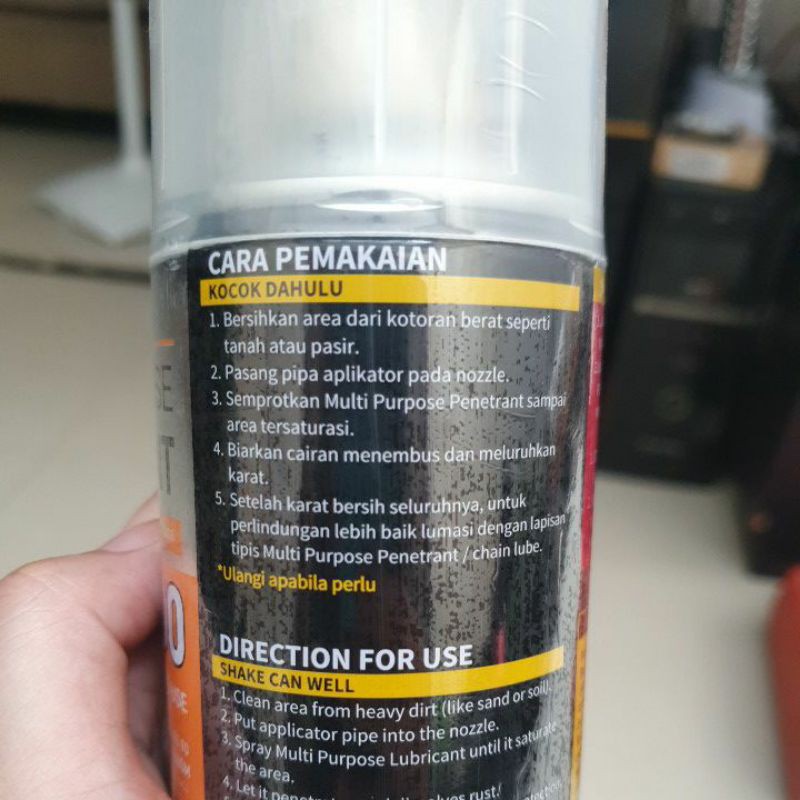 CARA PEMAKAIAN
KOCOK DAHULU
1. Bersihkan area dari kotoran berat seperti
tanah atau pasir.
2. Pasang pipa aplikator pada nozzle.
3. Semprotkan Multi Purpose Penetrant sampai
area tersaturasi.
4. Biarkan cairan menembus dan meluruhkan
karat.
5. Setelah karat bersih seluruhnya, untuk
perlindungan lebih baik lumasi dengan lapisan
tipis Multi Purpose Penetrant / chain lube.
*Ulangi apabila perlu
DIRECTION FOR USE
SHAKE CAN WELL
1. Clean area from heavy dirt (like sand or soil).
2. Put applicator pipe into the nozzle.
3. Spray Multi Purpose Lubricant until it saturate
the area.
4. Let it
rust/